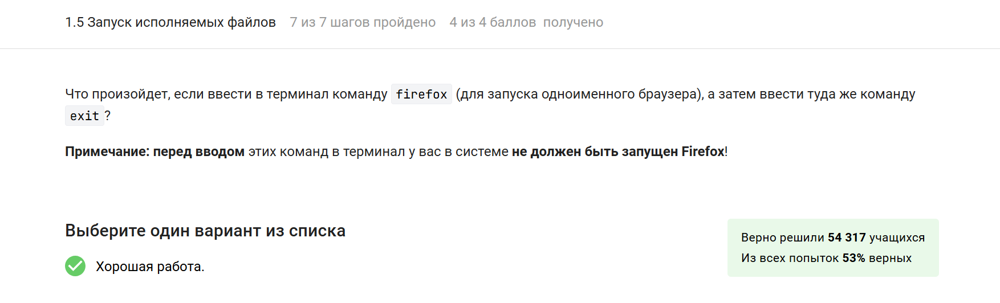 1.5 Запуск исполняемых файлов 7 из 7 шагов пройдено 4 из 4 баллов получено
Что произойдет, если ввести в терминал команду firefox (для запуска одноименного браузера), а затем ввести туда же команду
exit?
Примечание: перед вводом этих команд в терминал у вас в системе не должен быть запущен Firefox!
Выберите один вариант из списка
Хорошая работа.
Верно решили 54 317 учащихся
Из всех попыток 53% верных